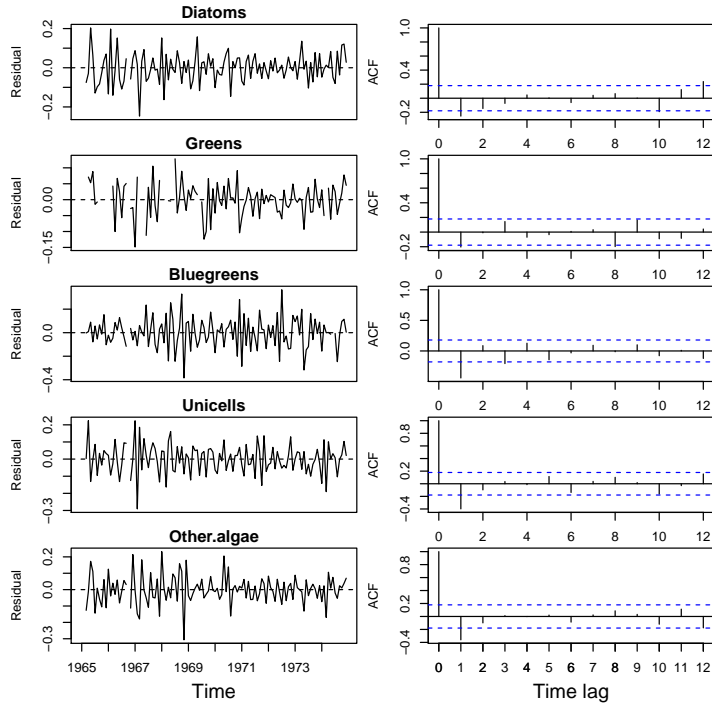 Diatoms
Residual
0.2
0.0
−0.2
ACF
1.0
0.4
−0.2
0 2 4 6 8 10 12
Greens
Residual
0.00
−0.15
ACF
1.0
0.4
−0.2
0 2 4 6 8 10 12
Bluegreens
Residual
0.0
−0.4
ACF
1.0
0.5
0.0
0 2 4 6 8 10 12
Unicells
Residual
0.2
0.0
−0.3
ACF
0.8
0.2
−0.4
0 2 4 6 8 10 12
Other.algae
Residual
0.2
0.0
−0.3
ACF
0.8
0.2
−0.4
1965 1967 1969 1971 1973
0 1 2 3 4 5 6 7 8 9 10 11 12
Time
Time lag